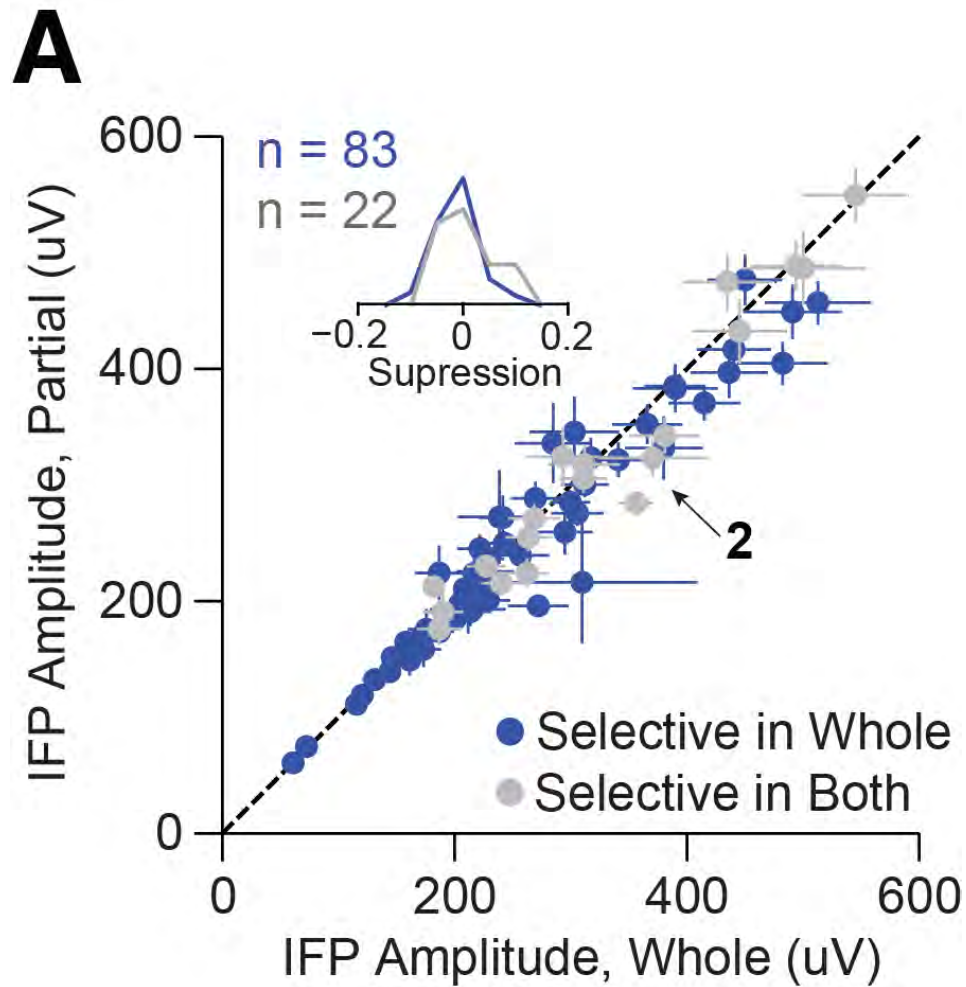 A
600
400
200
0
IFP Amplitude, Partial (uV)
n = 83
n = 22
−0.2 0 0.2
Supression
2
Selective in Whole
Selective in Both
0 200 400 600
IFP Amplitude, Whole (uV)